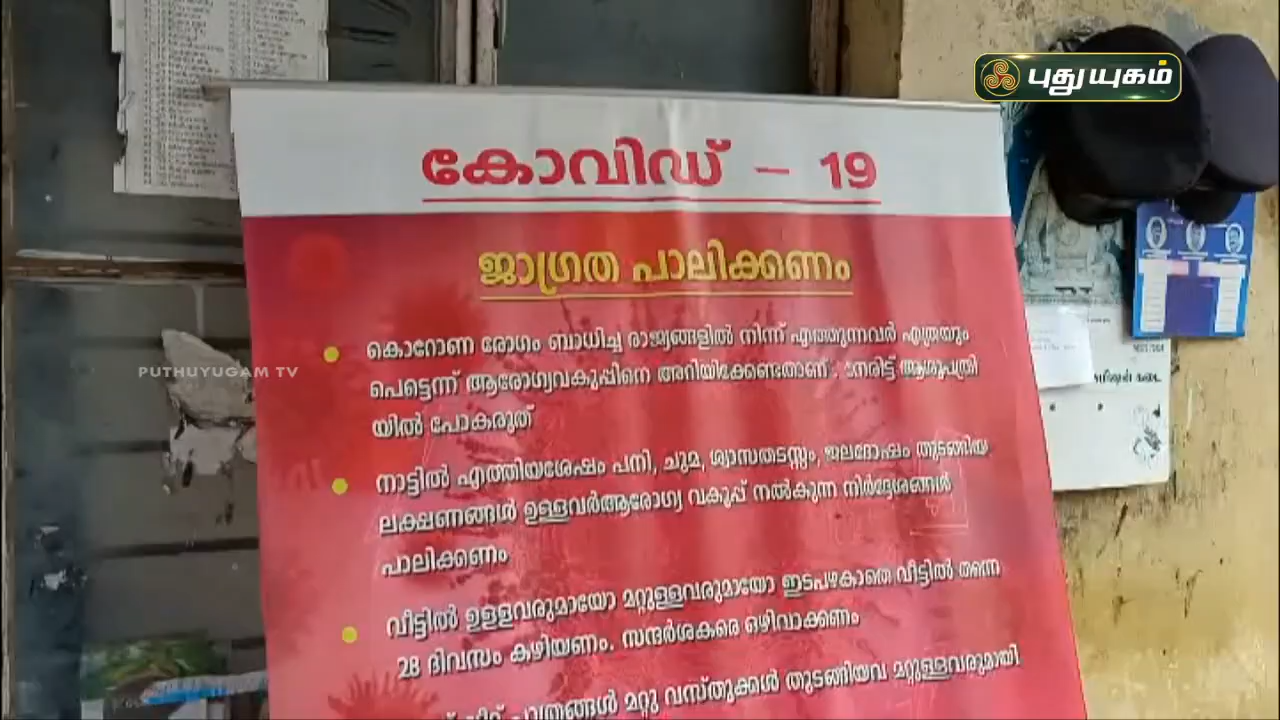 புதுயுகம்
കോവിഡ് - 19
ജാഗ്രത പാലിക്കണം
PUTHUYUGAM TV
കൊറോണ രോഗം ബാധിച്ച രാജ്യങ്ങളിൽ നിന്ന് എത്തുന്നവർ എത്രയും
പെട്ടെന്ന് ആരോഗ്യവകുപ്പിനെ അറിയിക്കേണ്ടതാണ്. നേരിട്ട് ആശുപത്രി
യിൽ പോകരുത്
നാട്ടിൽ എത്തിയശേഷം പനി, ചുമ, ശ്വാസതടസ്സം, ജലദോഷം തുടങ്ങിയ
ലക്ഷണങ്ങൾ ഉള്ളവർആരോഗ്യ വകുപ്പ് നൽകുന്ന നിർദ്ദേശങ്ങൾ
പാലിക്കണം
വീട്ടിൽ ഉള്ളവരുമായോ മറ്റുള്ളവരുമായോ ഇടപഴകാതെ വീട്ടിൽ തന്നെ
28 ദിവസം കഴിയണം. സന്ദർശകരെ ഒഴിവാക്കണം
പാത്രങ്ങൾ മറ്റു വസ്തുക്കൾ തുടങ്ങിയവ മറ്റുള്ളവരുമായി